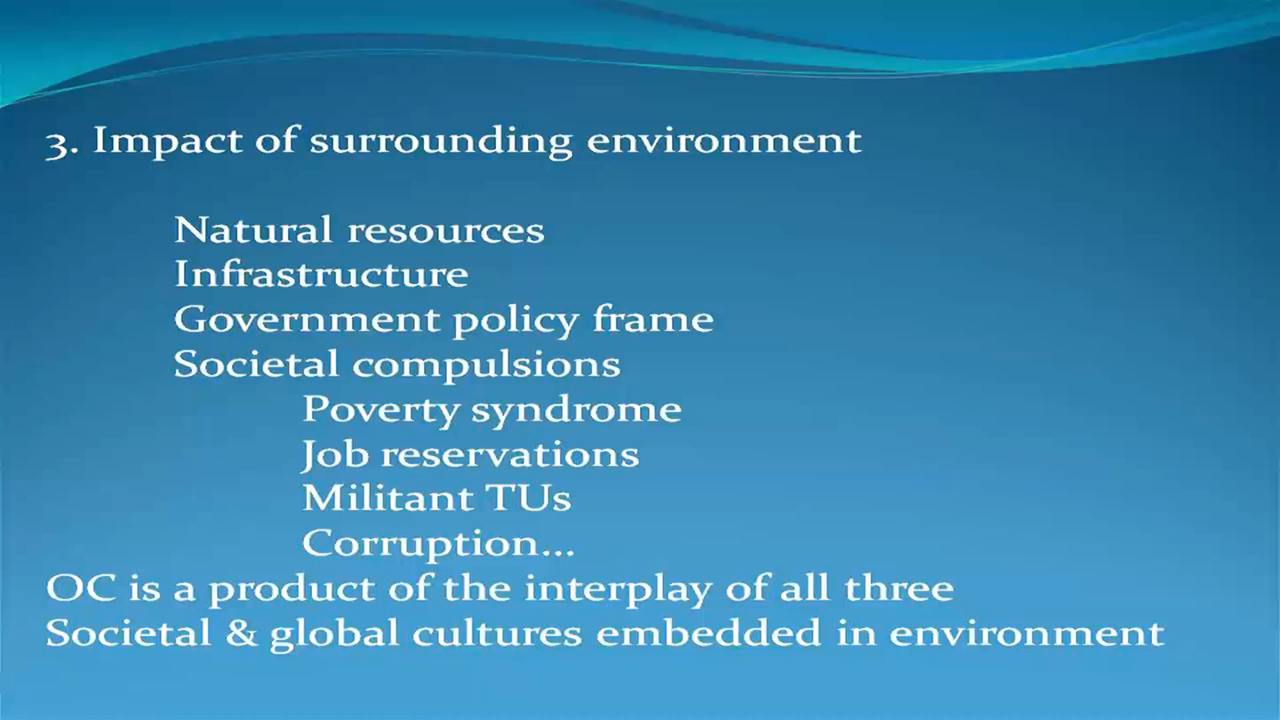 3. Impact of surrounding environment
Natural resources
Infrastructure
Government policy frame
Societal compulsions
Poverty syndrome
Job reservations
Militant TUs
Corruption...
OC is a product of the interplay of all three
Societal & global cultures embedded in environment